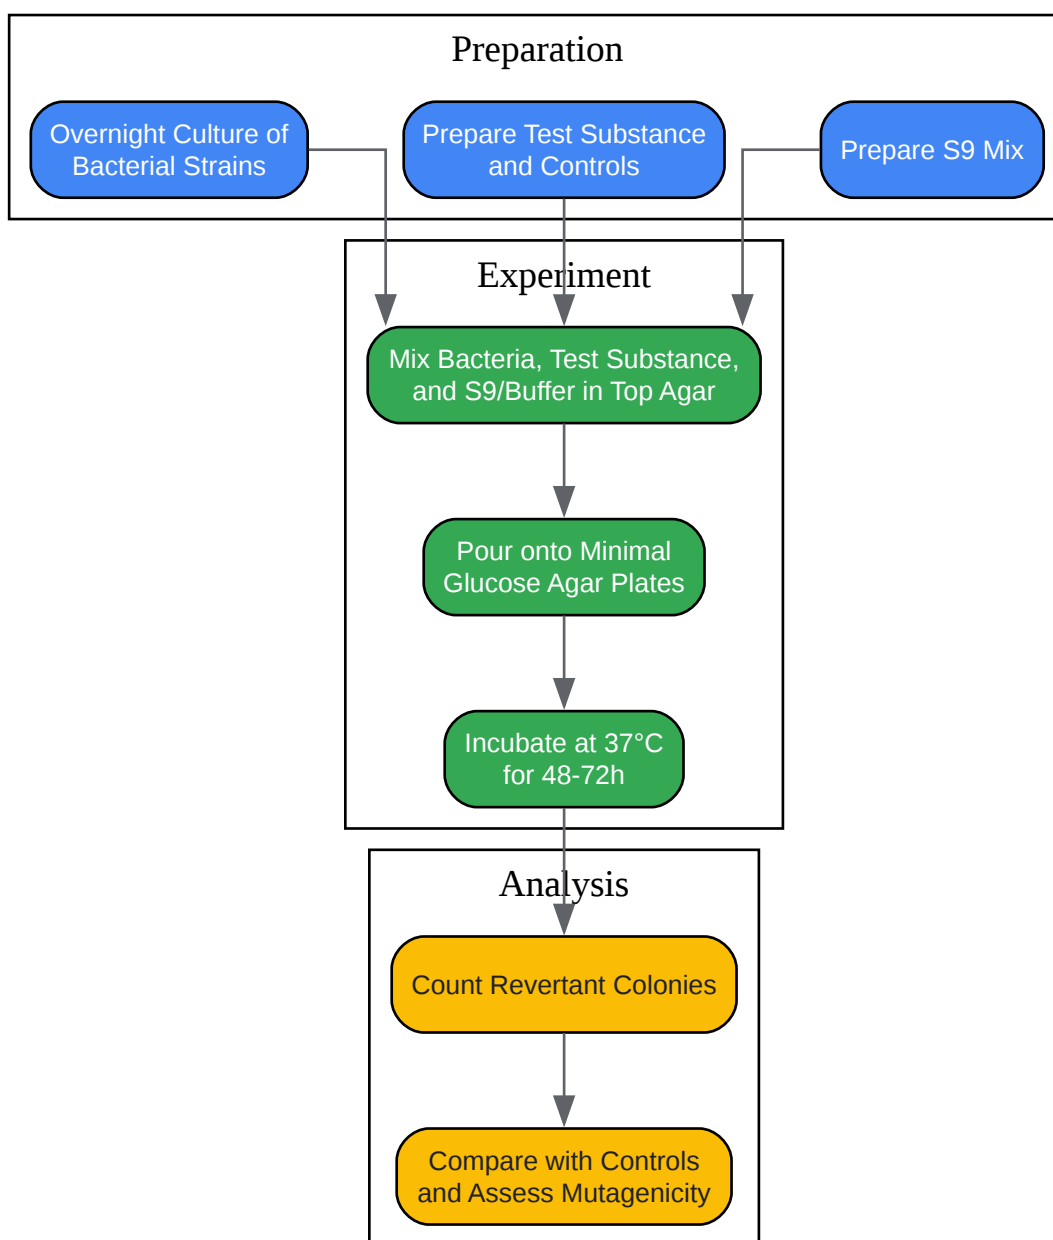 Preparation
Overnight Culture of
Bacterial Strains
Prepare Test Substance
and Controls
Prepare S9 Mix
Experiment
Mix Bacteria, Test Substance,
and S9/Buffer in Top Agar
Pour onto Minimal
Glucose Agar Plates
Incubate at 37°C
for 48-72h
Analysis
Count Revertant Colonies
Compare with Controls
and Assess Mutagenicity